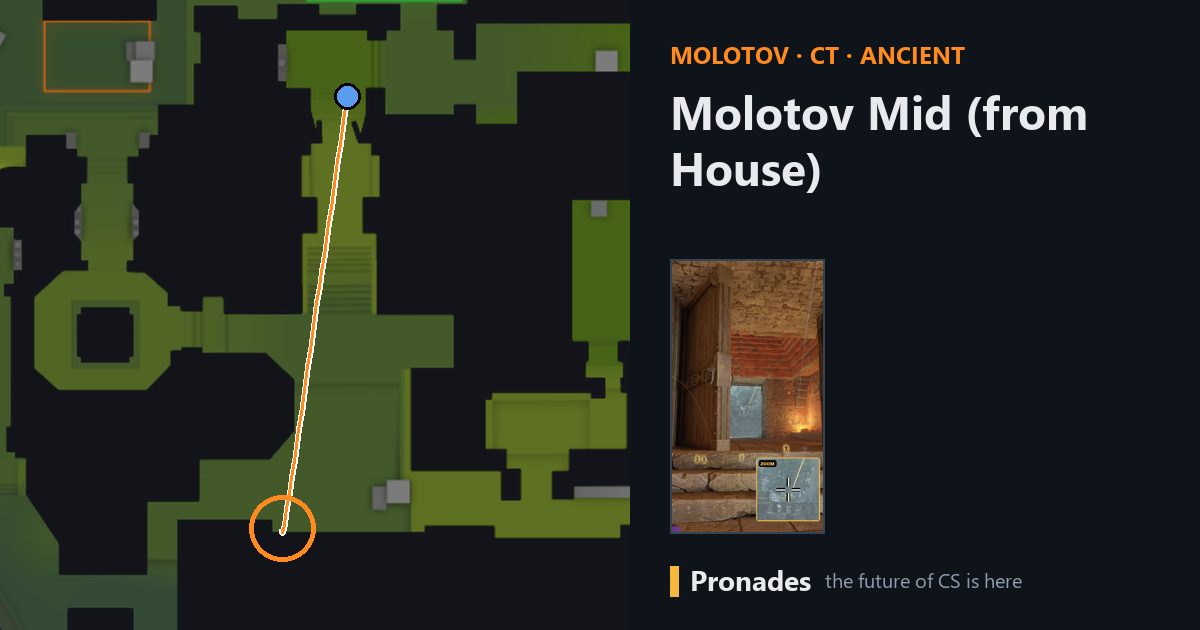 MOLOTOV · CT · ANCIENT
Molotov Mid (from
House)
ZOOM
Pronades the future of CS is here